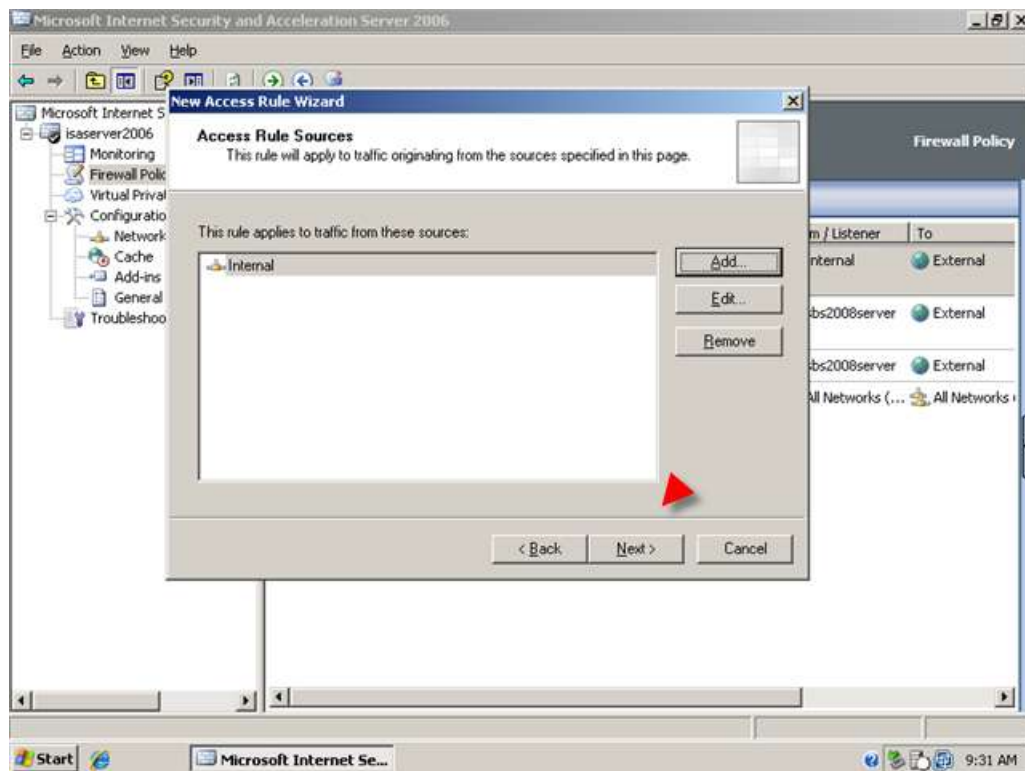 Microsoft Internet Security and Acceleration Server 2006
File Action View Help
Microsoft Internet S
isaserver2006
Monitoring
Firewall Polic
Virtual Privat
Configuratio
Network
Cache
Add-ins
General
Troubleshoo
New Access Rule Wizard
Access Rule Sources
This rule will apply to traffic originating from the sources specified in this page.
This rule applies to traffic from these sources:
Internal
Add...
Edit...
Remove
< Back Next > Cancel
Firewall Policy
m / Listener To
nternal External
sbs2008server External
sbs2008server External
All Networks (... All Networks
Start Microsoft Internet Se... 9:31 AM